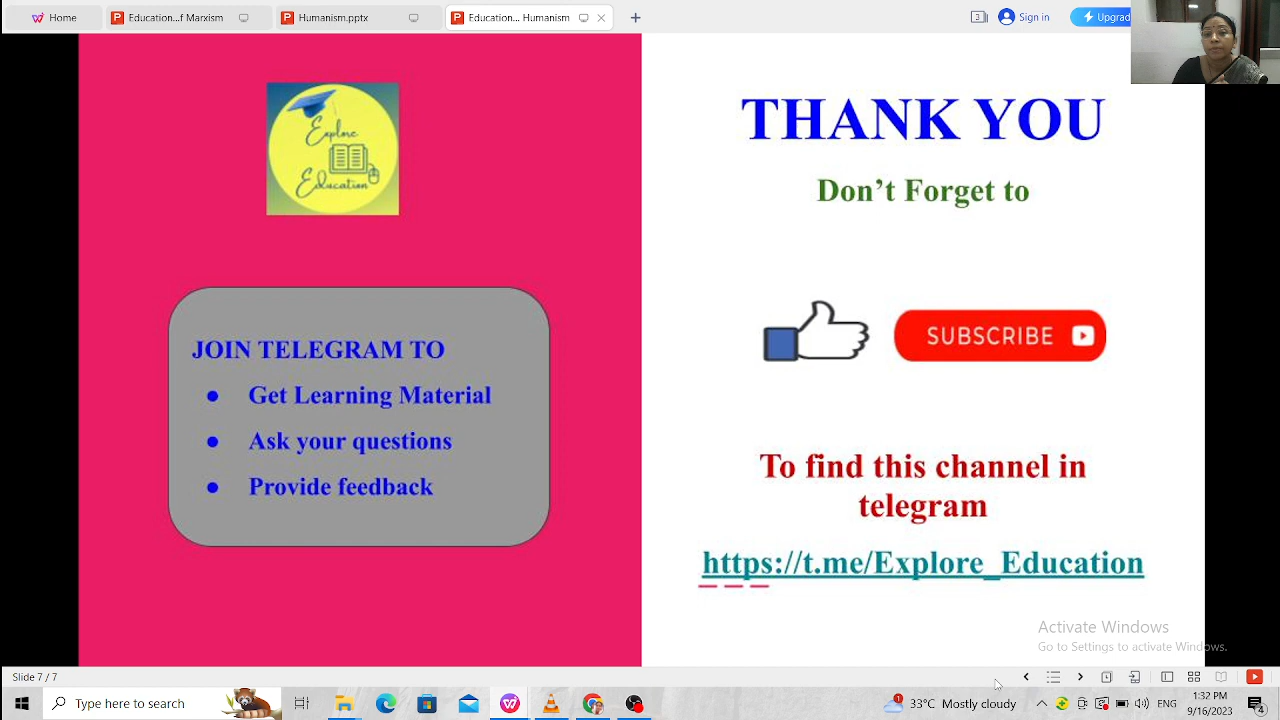 Home
Education... f Marxism
Humanism.pptx
Education... Humanism
Sign in
Upgrad
Explore
Education
THANK YOU
Don’t Forget to
SUBSCRIBE
JOIN TELEGRAM TO
● Get Learning Material
● Ask your questions
● Provide feedback
To find this channel in
telegram
https://t.me/Explore_Education
Activate Windows
Go to Settings to activate Windows.
Slide 7 / 7
Type here to search
1
33°C Mostly cloudy
ENG
1:32 PM
9/16/2023
4